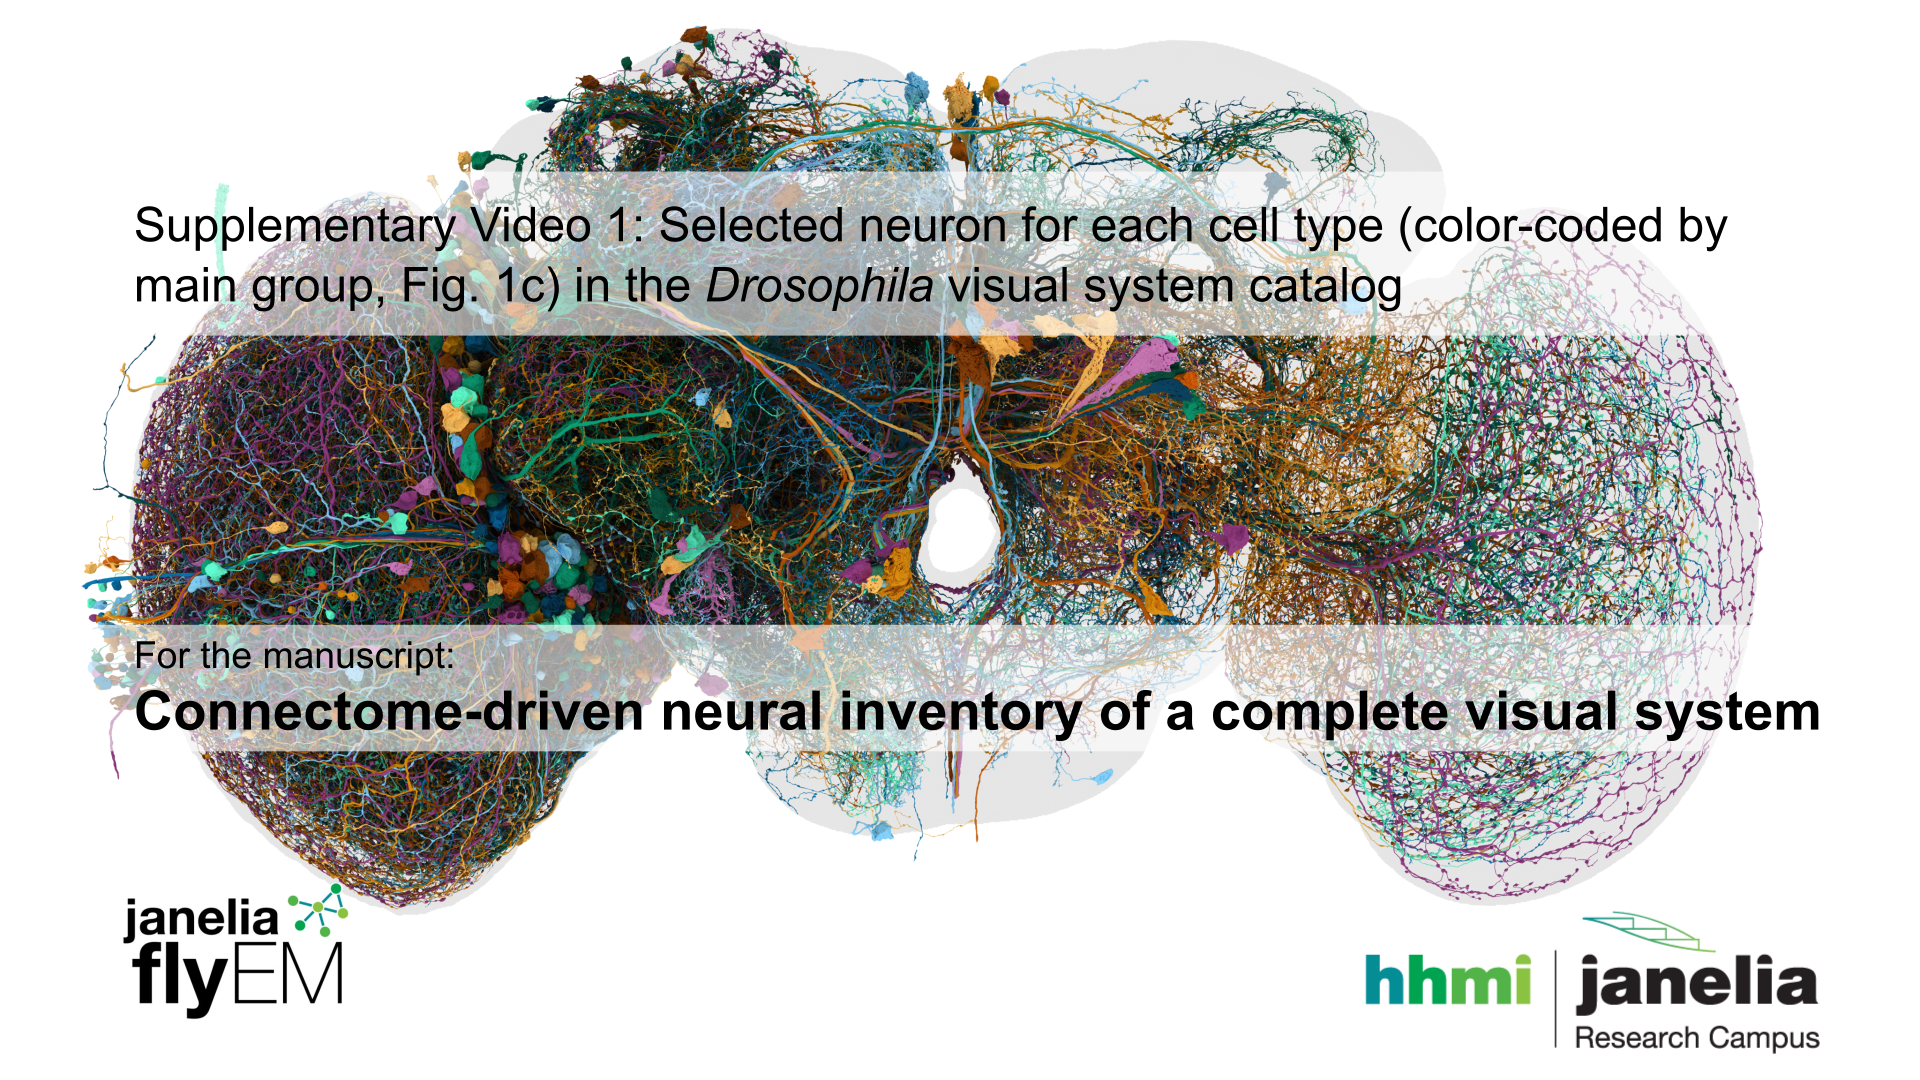 Supplementary Video 1: Selected neuron for each cell type (color-coded by
main group, Fig. 1c) in the Drosophila visual system catalog
For the manuscript:
Connectome-driven neural inventory of a complete visual system
janelia
flyEM
hhmi
janelia
Research Campus